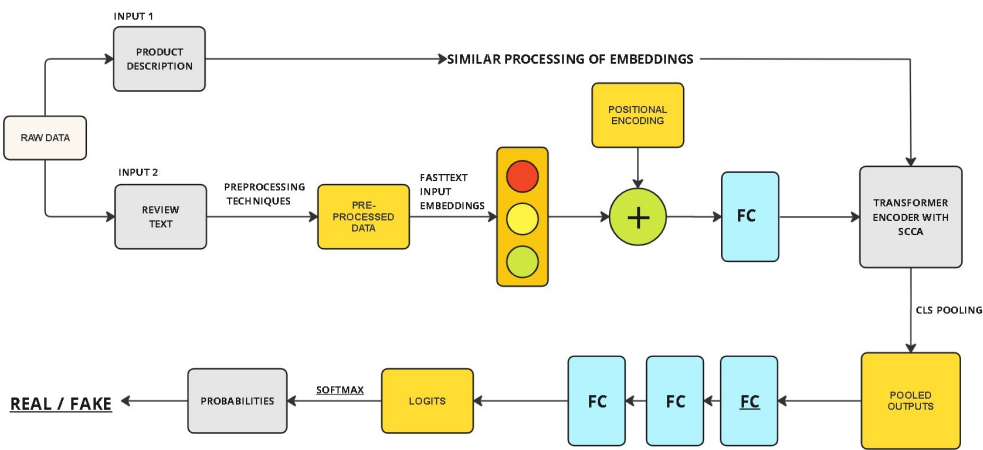 INPUT 1
PRODUCT
DESCRIPTION
SIMILAR PROCESSING OF EMBEDDINGS
POSITIONAL
ENCODING
RAW DATA
INPUT 2
REVIEW
TEXT
PREPROCESSING
TECHNIQUES
PRE-
PROCESSED
DATA
FASTTEXT
INPUT
EMBEDDINGS
+
FC
TRANSFORMER
ENCODER WITH
SCCA
CLS POOLING
POOLED
OUTPUTS
FC
FC
FC
LOGITS
SOFTMAX
PROBABILITIES
REAL / FAKE